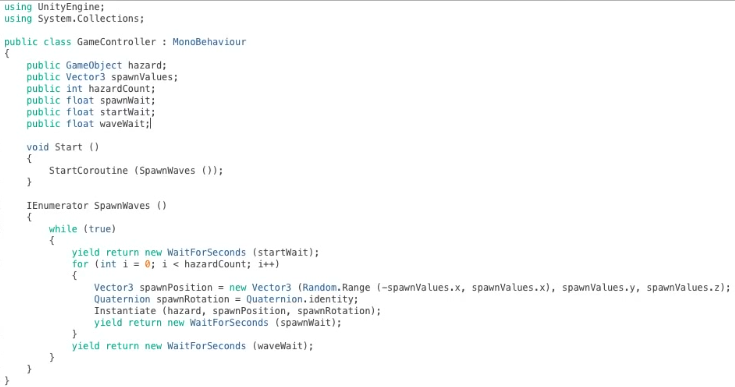 using UnityEngine;
using System.Collections;

public class GameController : MonoBehaviour
{
    public GameObject hazard;
    public Vector3 spawnValues;
    public int hazardCount;
    public float spawnWait;
    public float startWait;
    public float waveWait;

    void Start ()
    {
        StartCoroutine (SpawnWaves ());
    }

    IEnumerator SpawnWaves ()
    {
        while (true)
        {
            yield return new WaitForSeconds (startWait);
            for (int i = 0; i < hazardCount; i++)
            {
                Vector3 spawnPosition = new Vector3 (Random.Range (-spawnValues.x, spawnValues.x), spawnValues.y, spawnValues.z);
                Quaternion spawnRotation = Quaternion.identity;
                Instantiate (hazard, spawnPosition, spawnRotation);
                yield return new WaitForSeconds (spawnWait);
            }
            yield return new WaitForSeconds (waveWait);
        }
    }
}